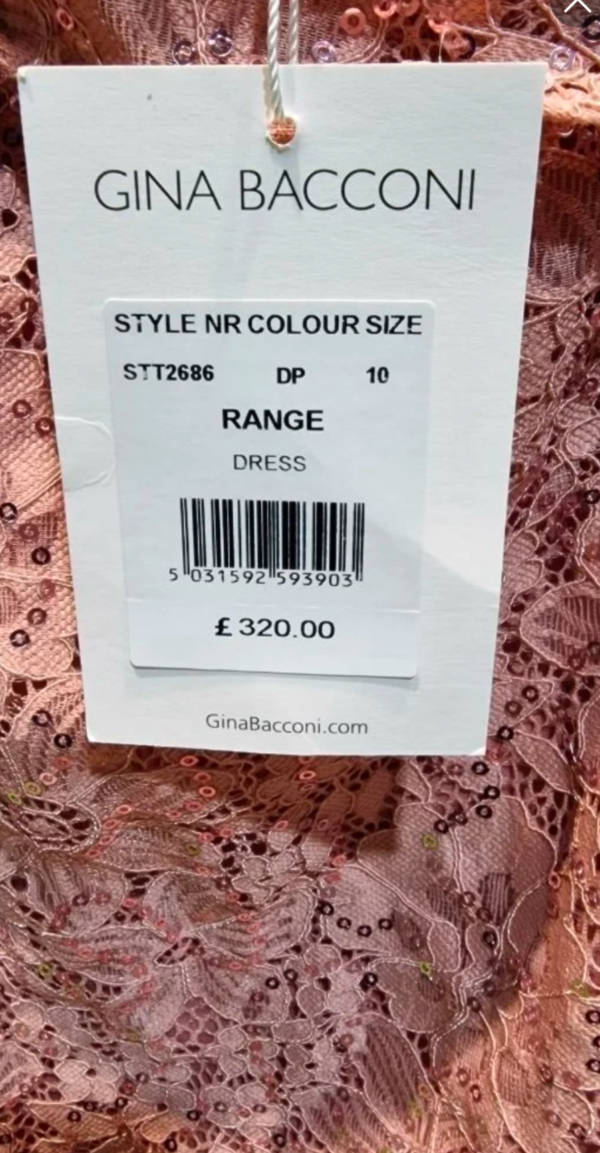 GINA BACCONI
STYLE NR COLOUR SIZE
STT2686 DP 10
RANGE
DRESS
5 031592 593903
£320.00
GinaBacconi.com